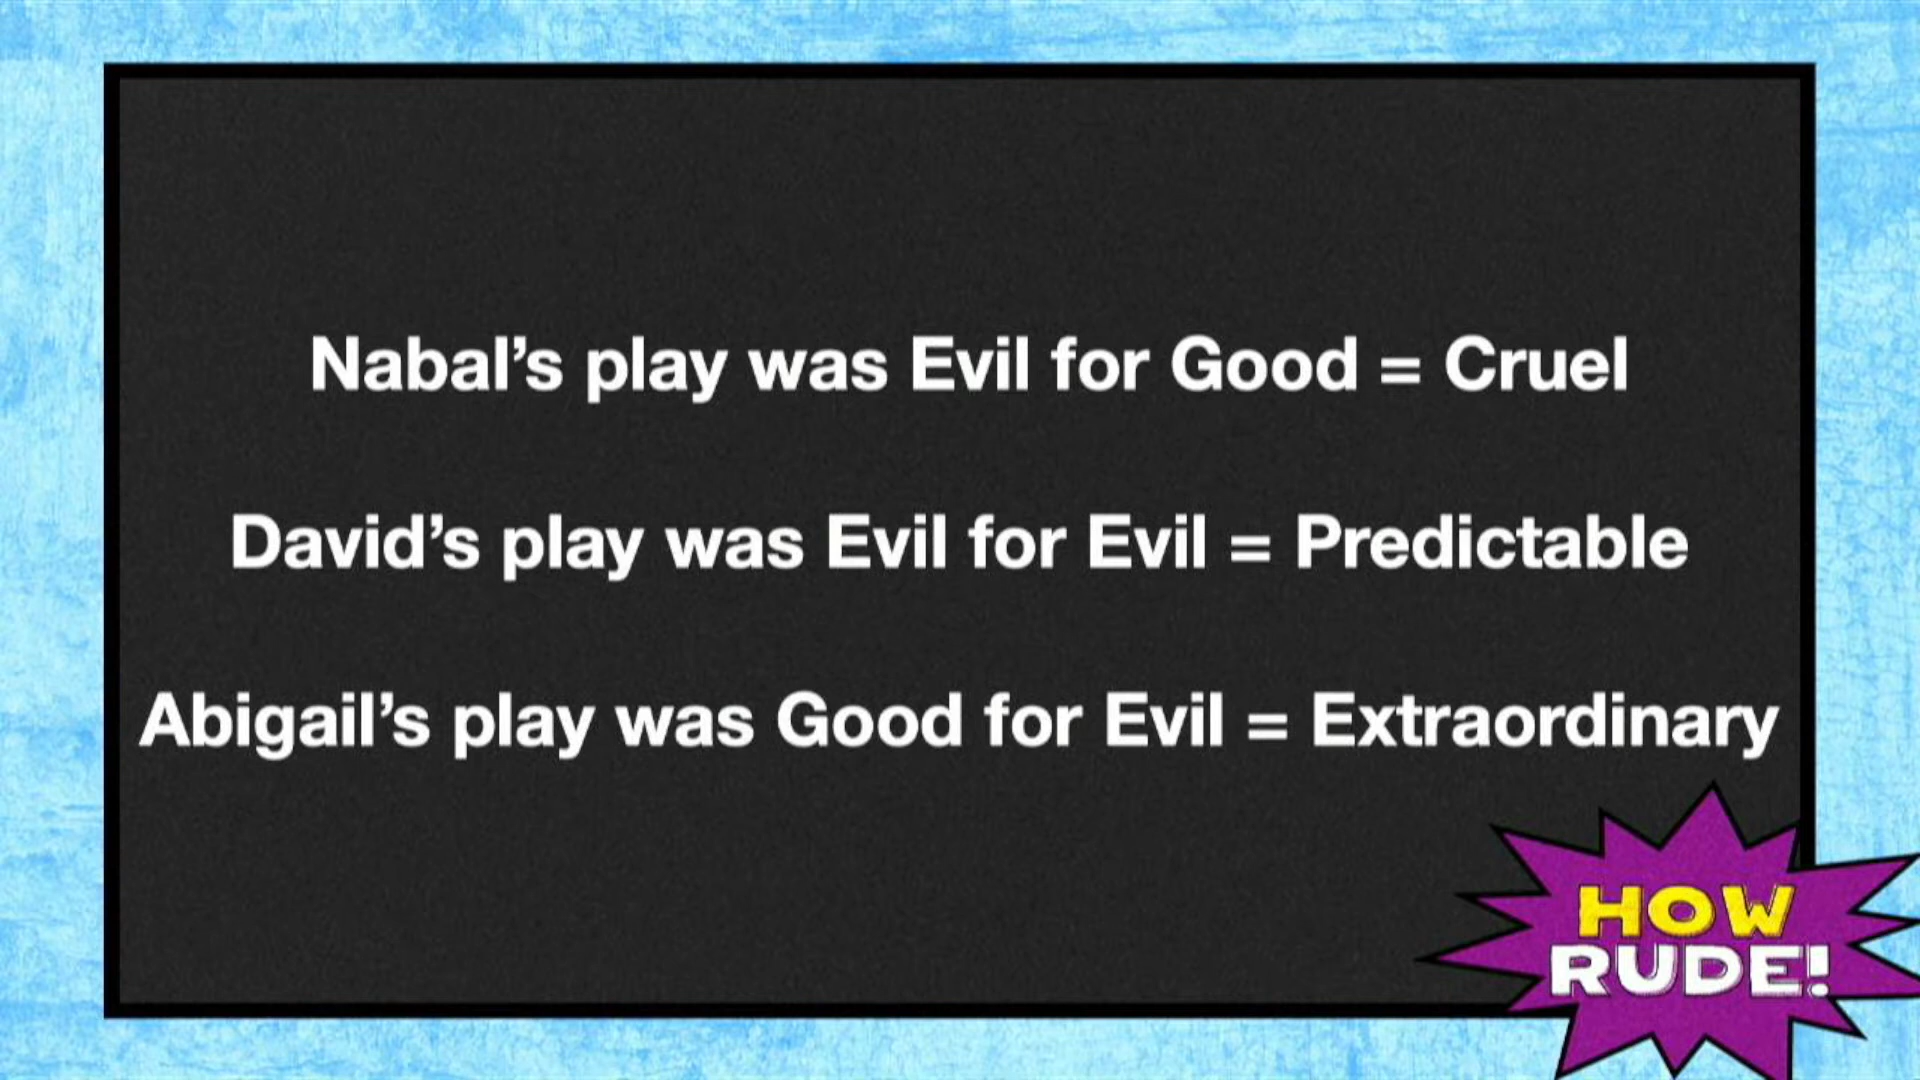 Nabal’s play was Evil for Good = Cruel
David’s play was Evil for Evil = Predictable
Abigail’s play was Good for Evil = Extraordinary
HOW
RUDE!